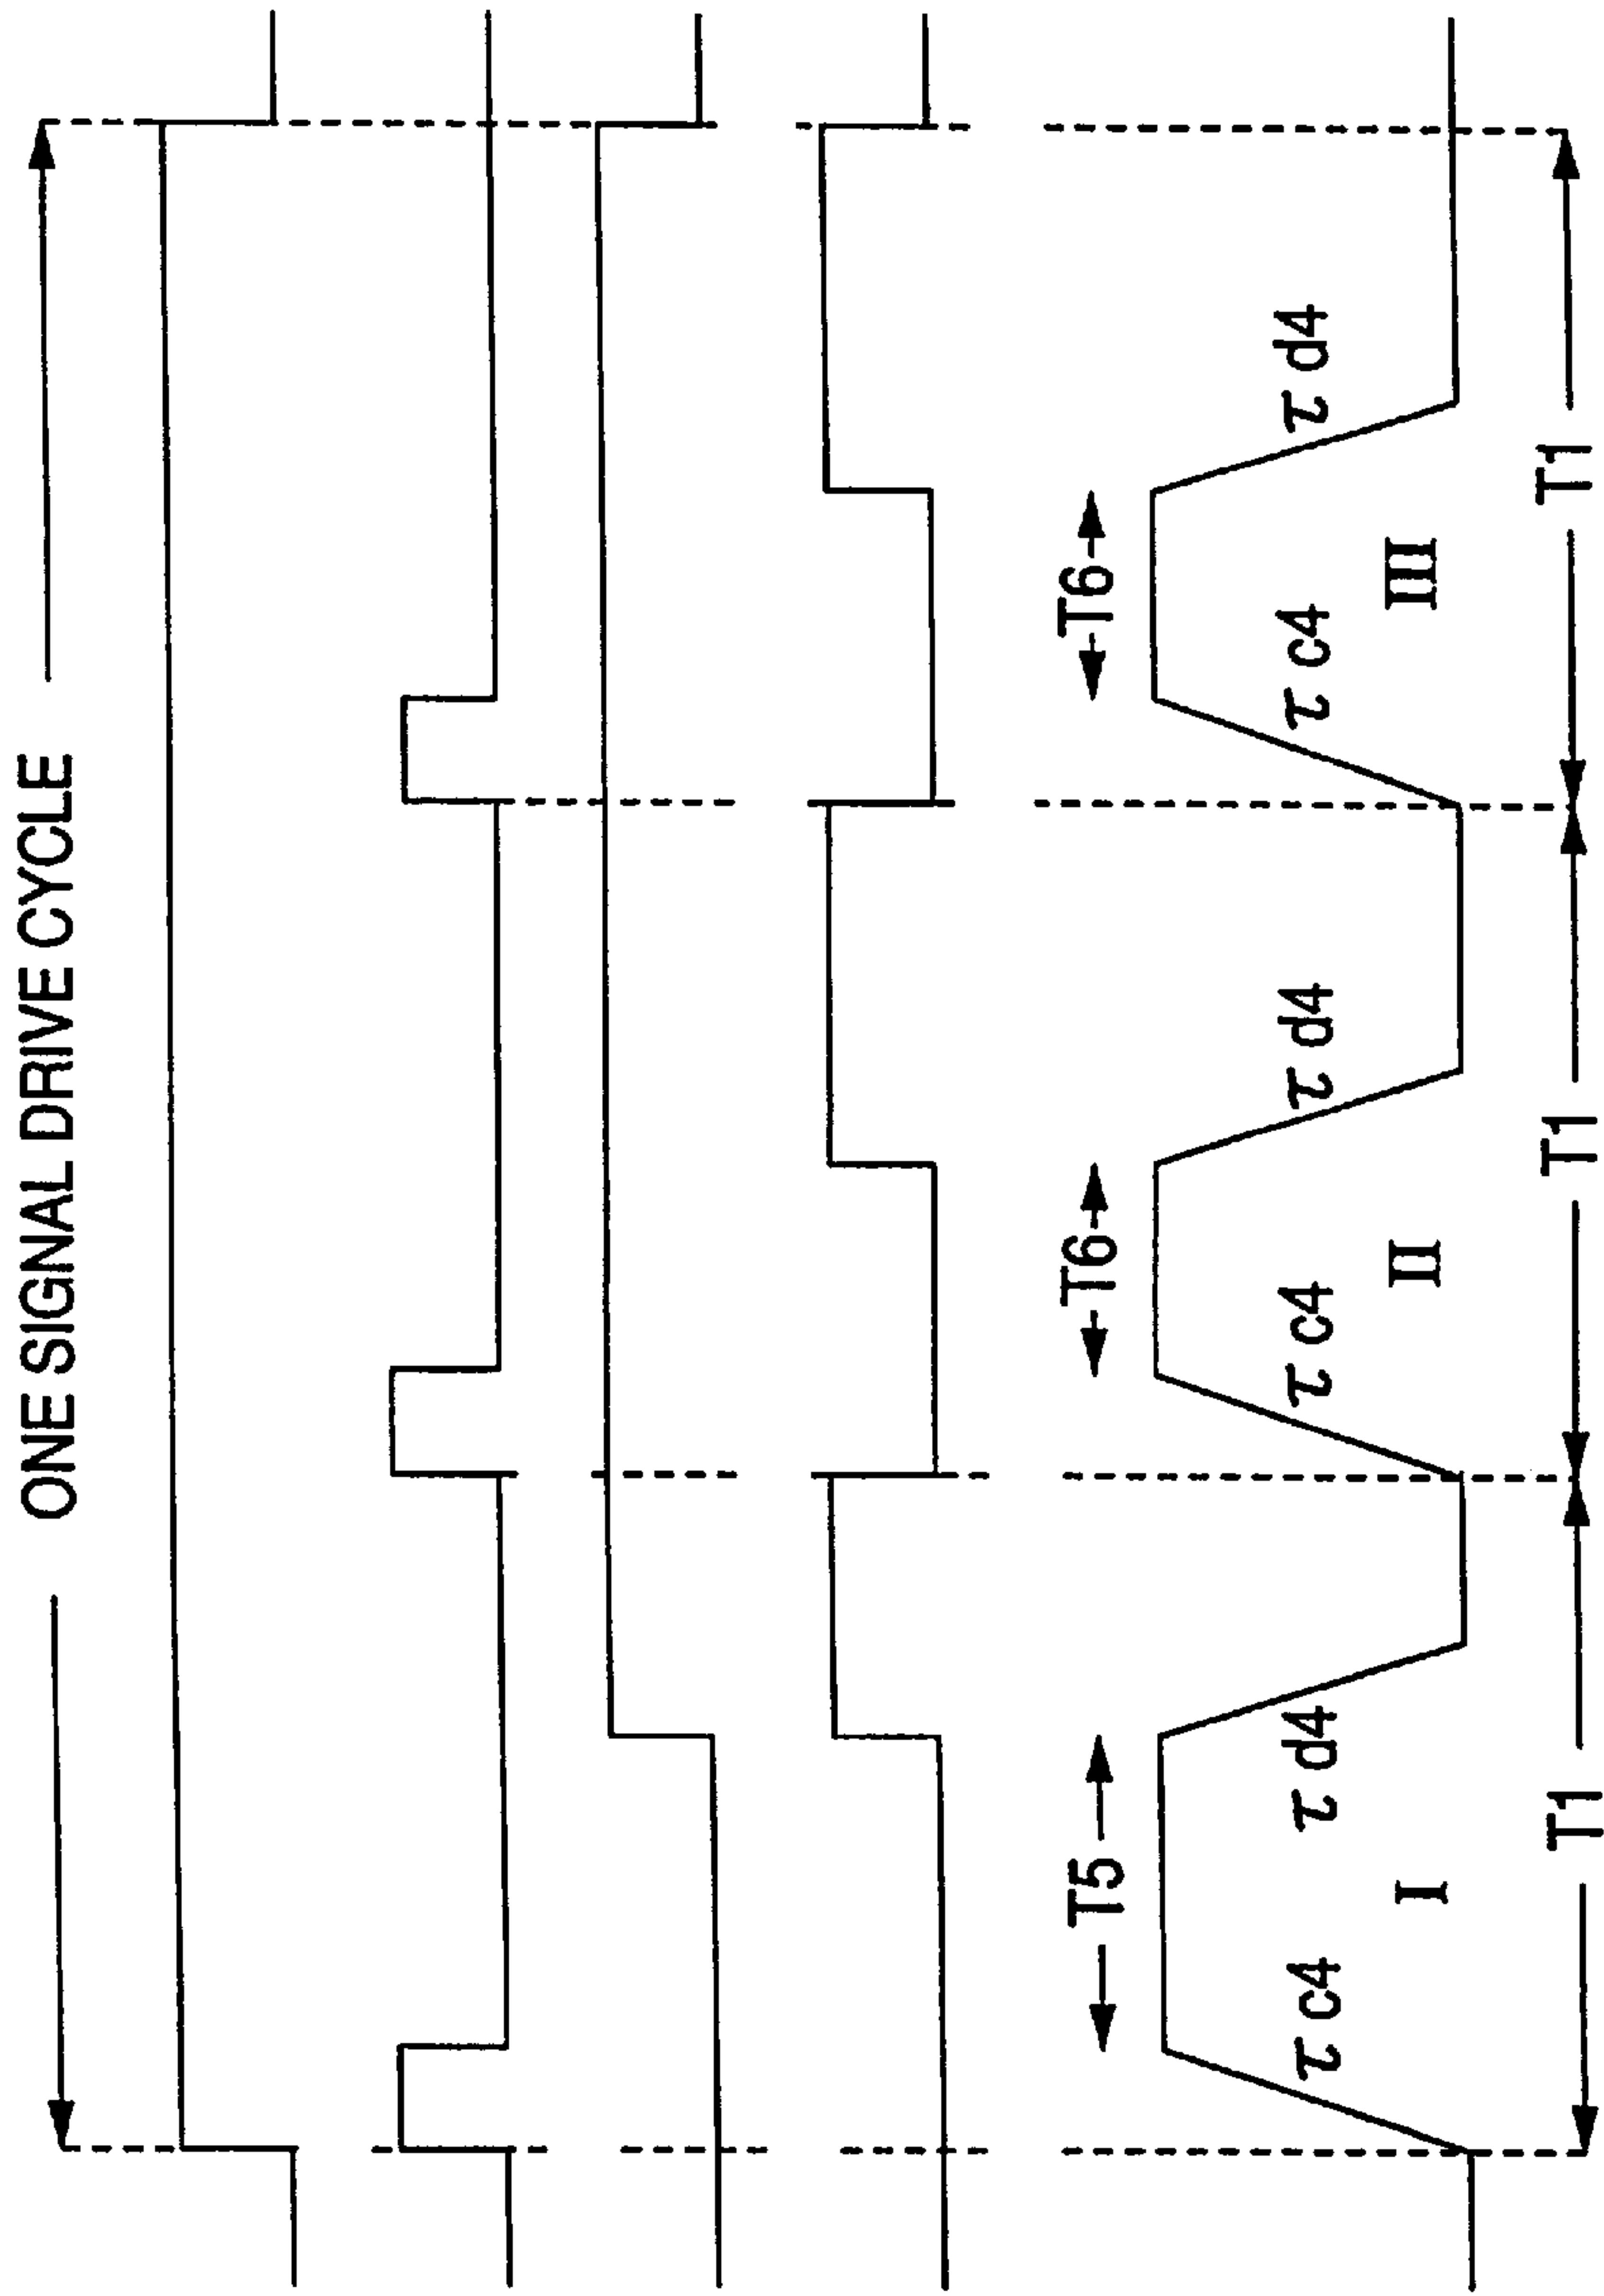 ONE SIGNAL DRIVE CYCLE
T5
T6
T6
τ c4
τ d4
τ c4
τ d4
τ c4
τ d4
I
II
III
T1
T1
T1